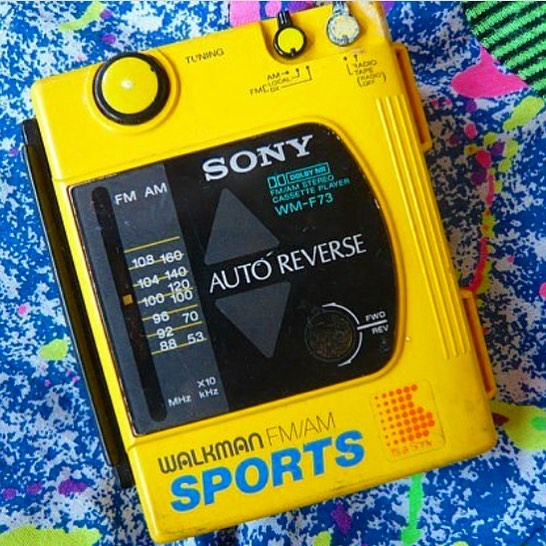 TUNING
AM
LOCAL
FM DX
RADIO
TAPE
(RADIO OFF)
SONY
DOLBY NR
FM/AM STEREO
CASSETTE PLAYER
WM-F73
FM AM
108 160
104 140
120
100 100
96 70
92
88 53
MHz X10 kHz
AUTO REVERSE
FWD
REV
WALKMAN FM/AM
SPORTS